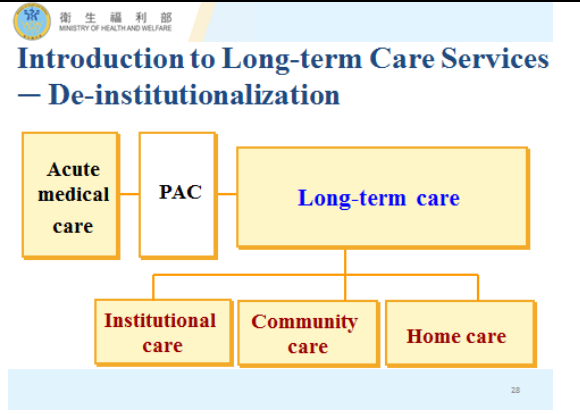 衛 生 福 利 部
MINISTRY OF HEALTH AND WELFARE
Introduction to Long-term Care Services
— De-institutionalization
Acute
medical
care
PAC
Long-term care
Institutional
care
Community
care
Home care
28